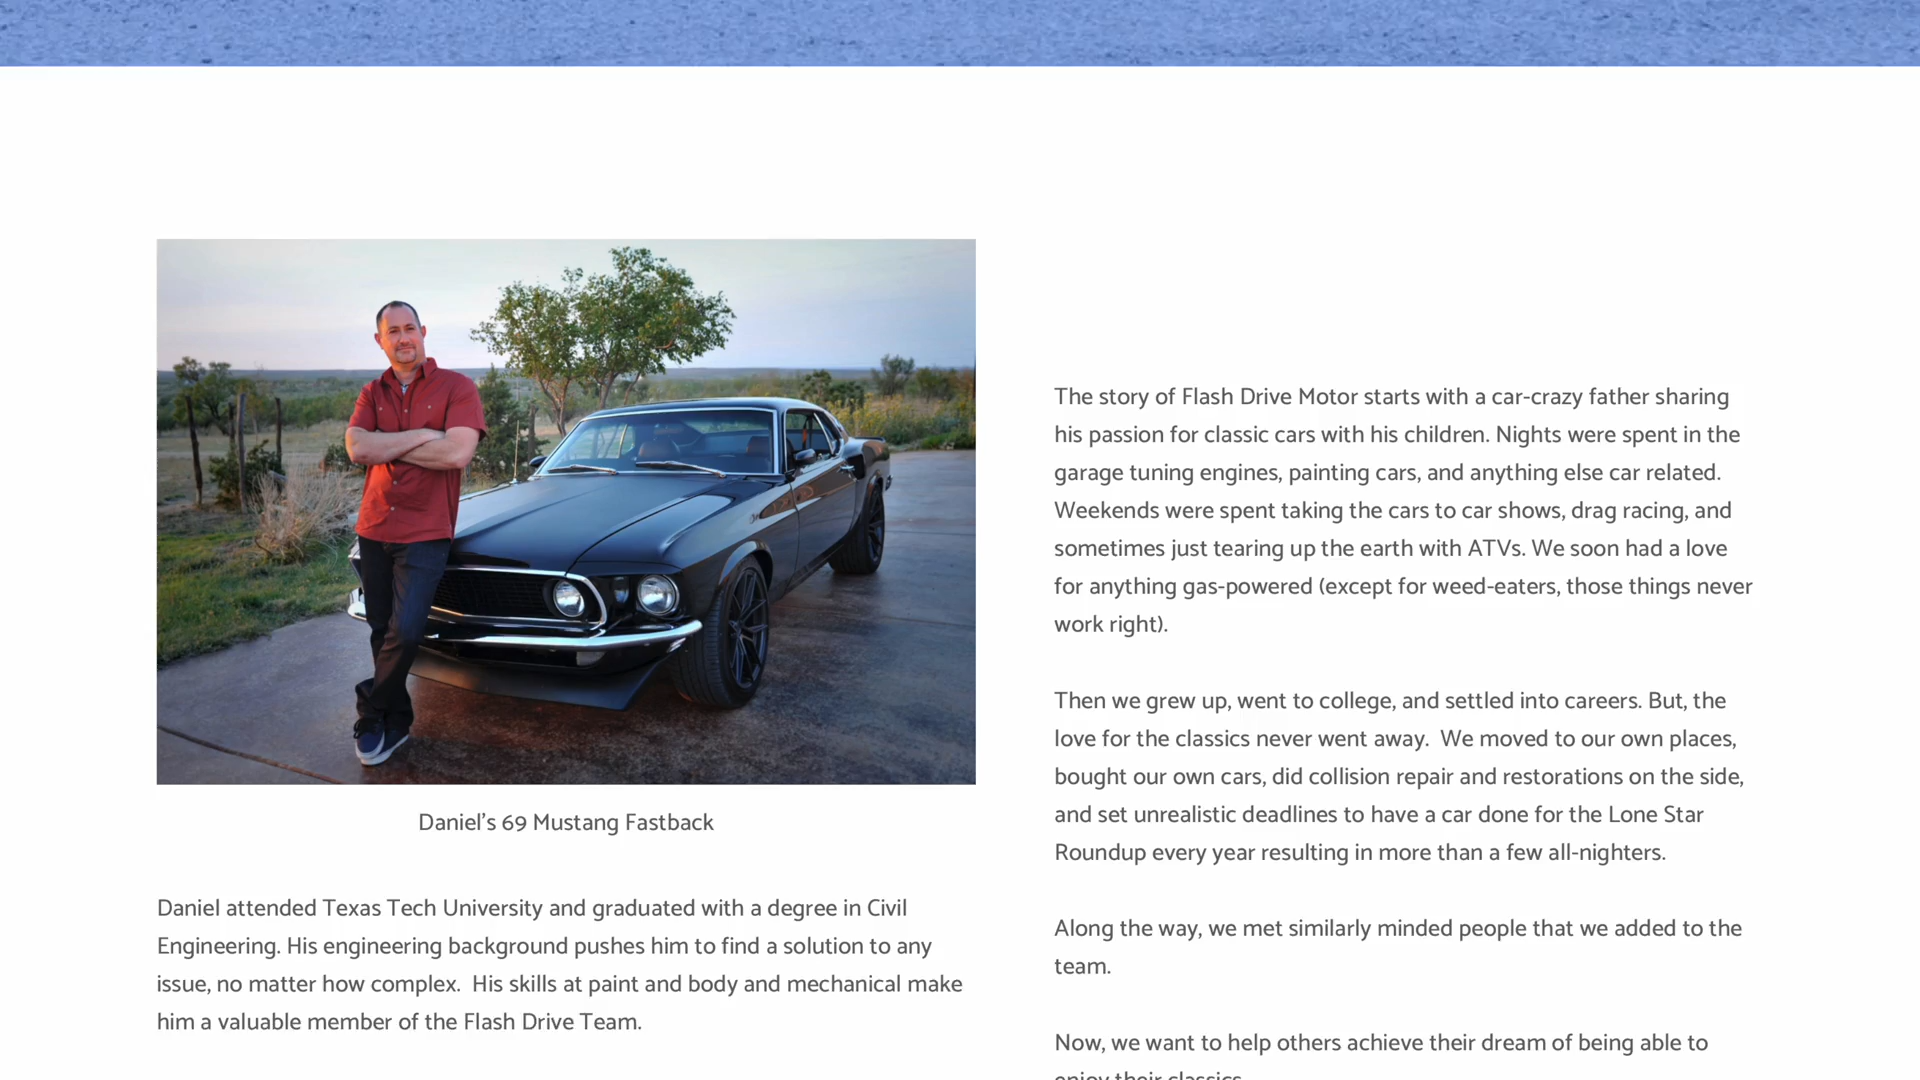 Daniel’s 69 Mustang Fastback
Daniel attended Texas Tech University and graduated with a degree in Civil
Engineering. His engineering background pushes him to find a solution to any
issue, no matter how complex.  His skills at paint and body and mechanical make
him a valuable member of the Flash Drive Team.
The story of Flash Drive Motor starts with a car-crazy father sharing
his passion for classic cars with his children. Nights were spent in the
garage tuning engines, painting cars, and anything else car related.
Weekends were spent taking the cars to car shows, drag racing, and
sometimes just tearing up the earth with ATVs. We soon had a love
for anything gas-powered (except for weed-eaters, those things never
work right).
Then we grew up, went to college, and settled into careers. But, the
love for the classics never went away.  We moved to our own places,
bought our own cars, did collision repair and restorations on the side,
and set unrealistic deadlines to have a car done for the Lone Star
Roundup every year resulting in more than a few all-nighters.
Along the way, we met similarly minded people that we added to the
team.
Now, we want to help others achieve their dream of being able to
enjoy their classics